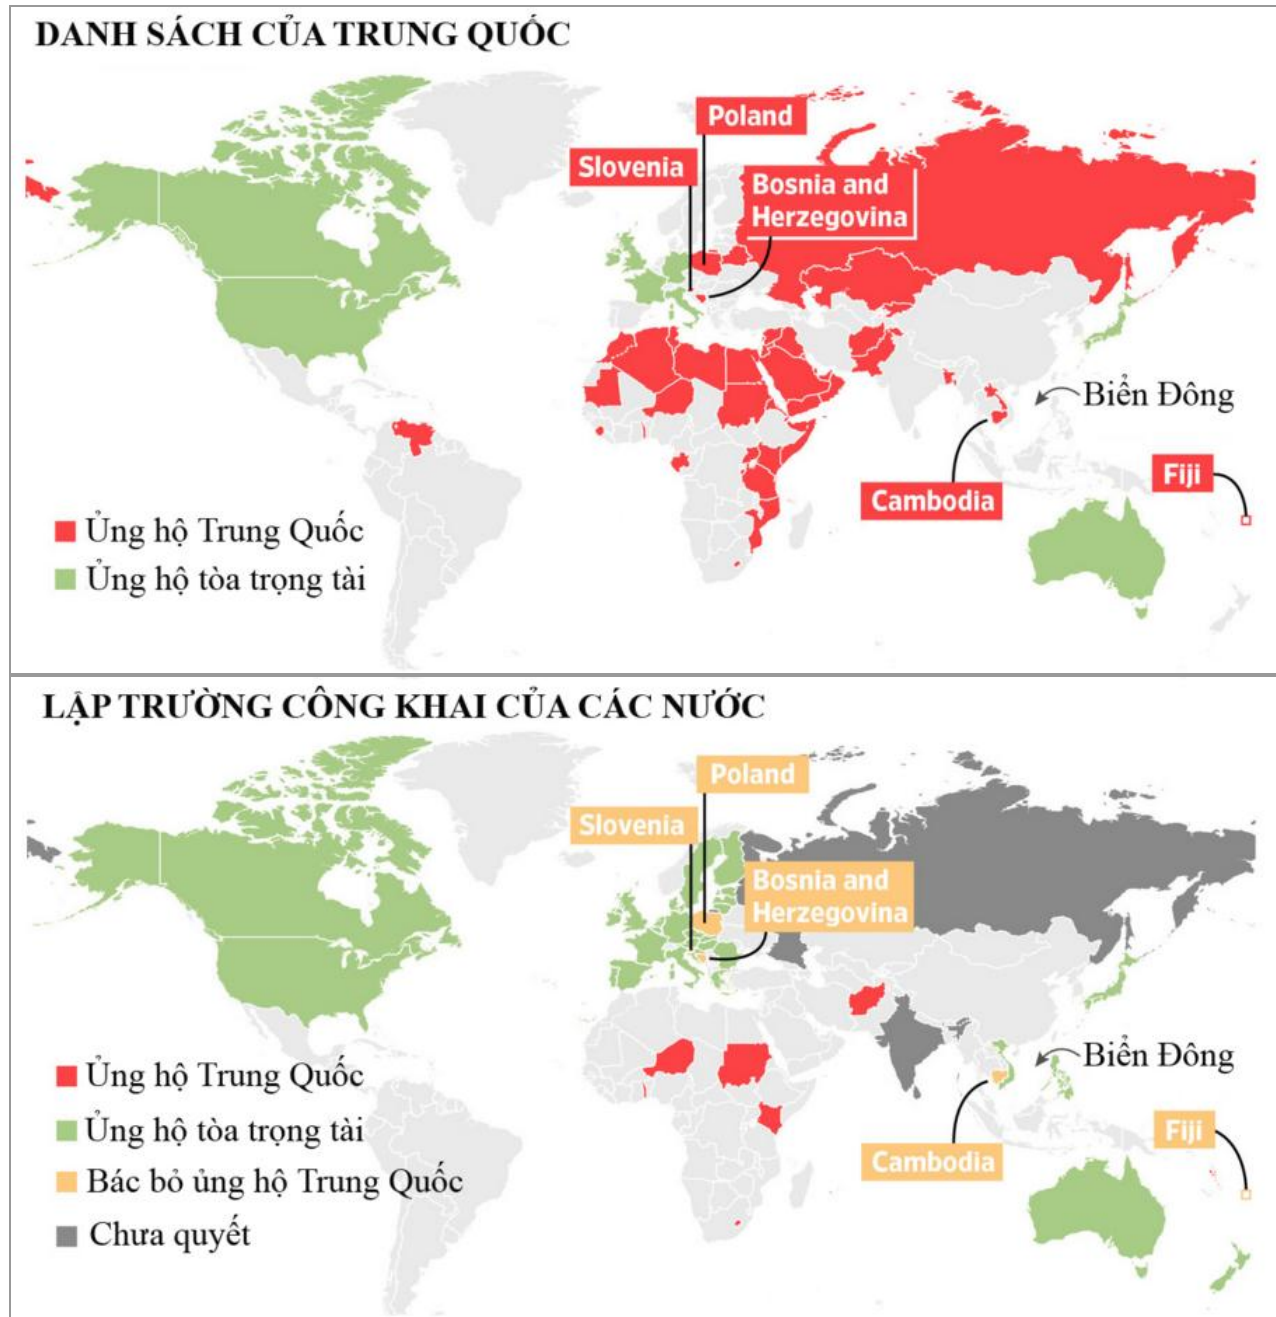 DANH SÁCH CỦA TRUNG QUỐC
Poland
Slovenia
Bosnia and
Herzegovina
Biển Đông
Fiji
Cambodia
Ủng hộ Trung Quốc
Ủng hộ tòa trọng tài
LẬP TRƯỜNG CÔNG KHAI CỦA CÁC NƯỚC
Poland
Slovenia
Bosnia and
Herzegovina
Biển Đông
Fiji
Cambodia
Ủng hộ Trung Quốc
Ủng hộ tòa trọng tài
Bác bỏ ủng hộ Trung Quốc
Chưa quyết